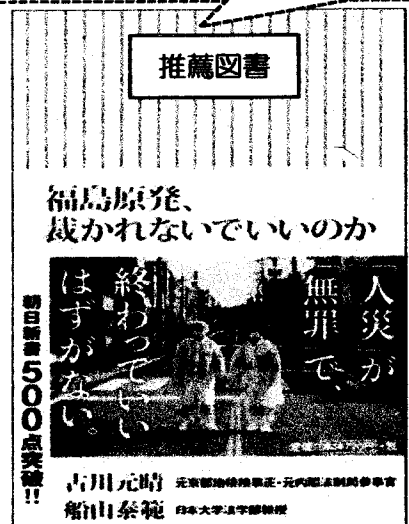 推薦図書
福島原発、
裁かれないでいいのか
「人災」が
「無罪」で、
終わっていい
はずがない。
朝日新書500点突破!!
古川元晴 元京都地検検事正・元内閣法制局参事官
船山泰範 日本大学法学部教授